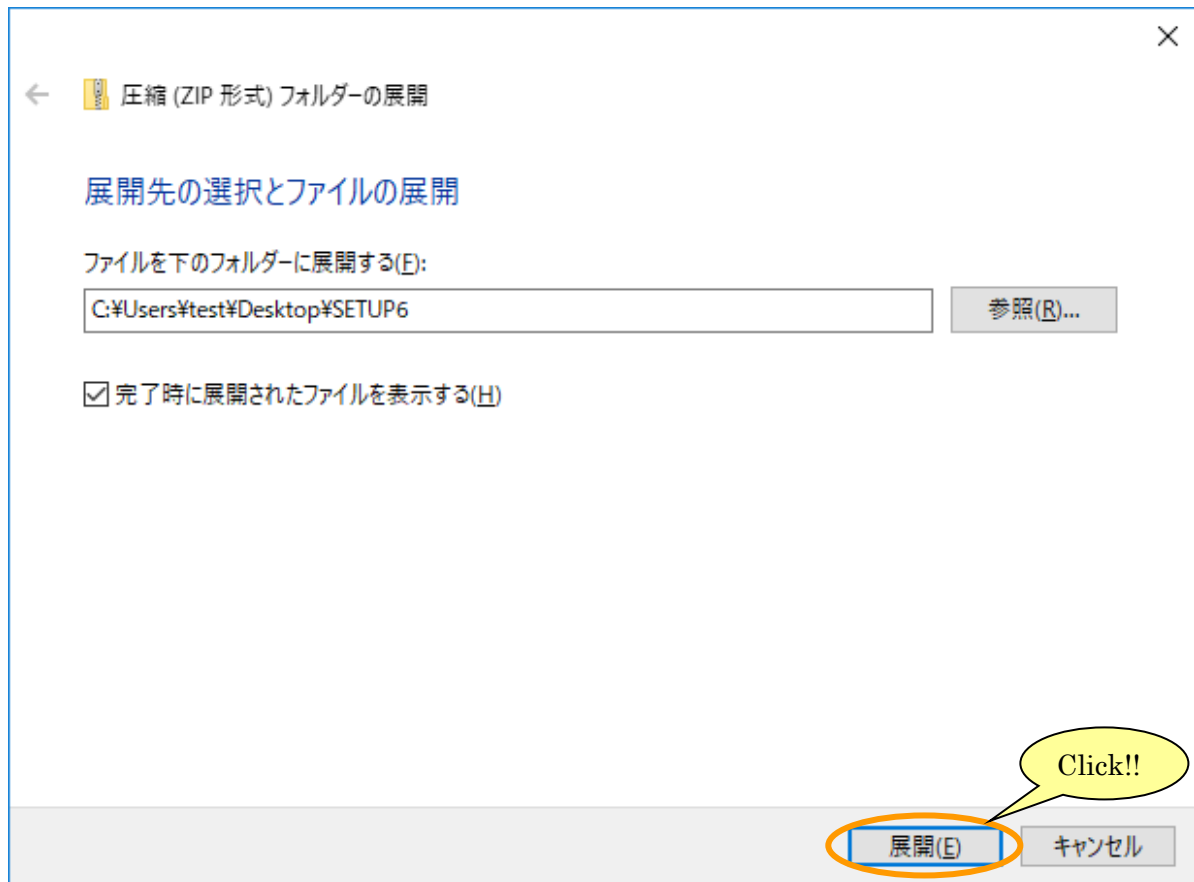 圧縮 (ZIP 形式) フォルダーの展開
展開先の選択とファイルの展開
ファイルを下のフォルダーに展開する(F):
C:¥Users¥test¥Desktop¥SETUP6
参照(R)...
完了時に展開されたファイルを表示する(H)
Click!!
展開(E)
キャンセル